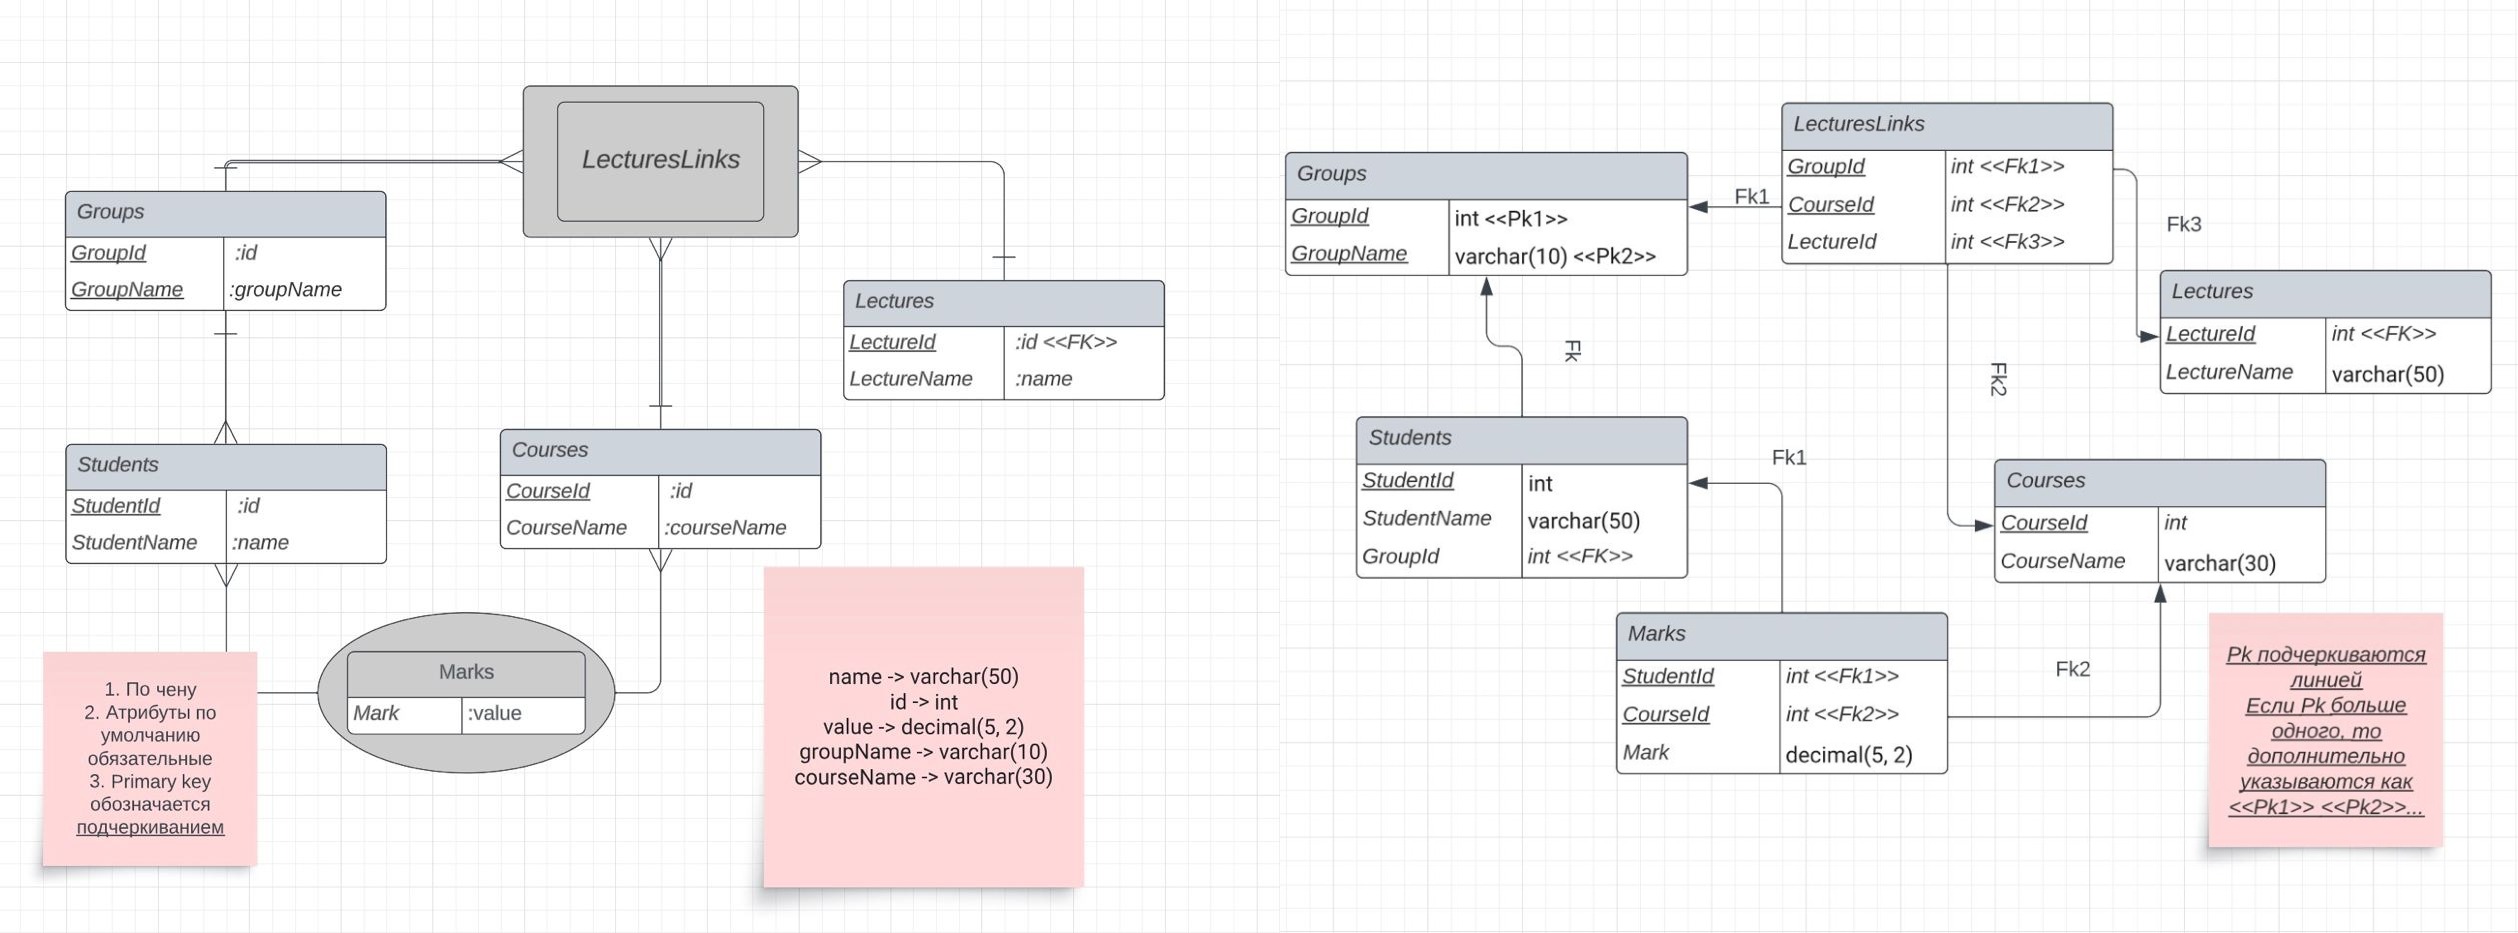 LecturesLinks
Groups
GroupId :id
GroupName :groupName
Lectures
LectureId :id <<FK>>
LectureName :name
Students
StudentId :id
StudentName :name
Courses
CourseId :id
CourseName :courseName
Marks
Mark :value
1. По чену
2. Атрибуты по
умолчанию
обязательные
3. Primary key
обозначается
подчеркиванием
name -> varchar(50)
id -> int
value -> decimal(5, 2)
groupName -> varchar(10)
courseName -> varchar(30)
LecturesLinks
GroupId int <<Fk1>>
CourseId int <<Fk2>>
LectureId int <<Fk3>>
Groups
GroupId int <<Pk1>>
GroupName varchar(10) <<Pk2>>
Fk1
Fk3
Lectures
LectureId int <<FK>>
LectureName varchar(50)
Fk
Fk2
Students
StudentId int
StudentName varchar(50)
GroupId int <<FK>>
Fk1
Courses
CourseId int
CourseName varchar(30)
Marks
StudentId int <<Fk1>>
CourseId int <<Fk2>>
Mark decimal(5, 2)
Fk2
Pk подчеркиваются
линией
Если Pk больше
одного, то
дополнительно
указываются как
<<Pk1>> <<Pk2>>...